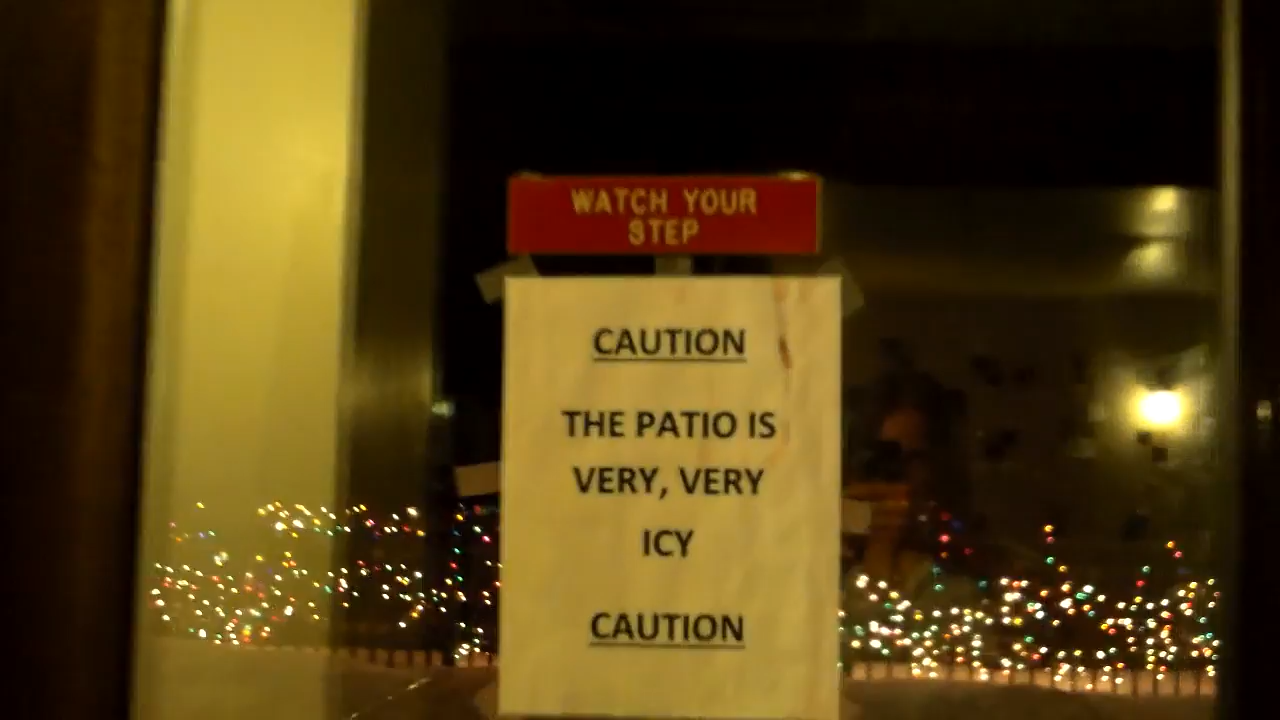 WATCH YOUR
STEP
CAUTION
THE PATIO IS
VERY, VERY
ICY
CAUTION